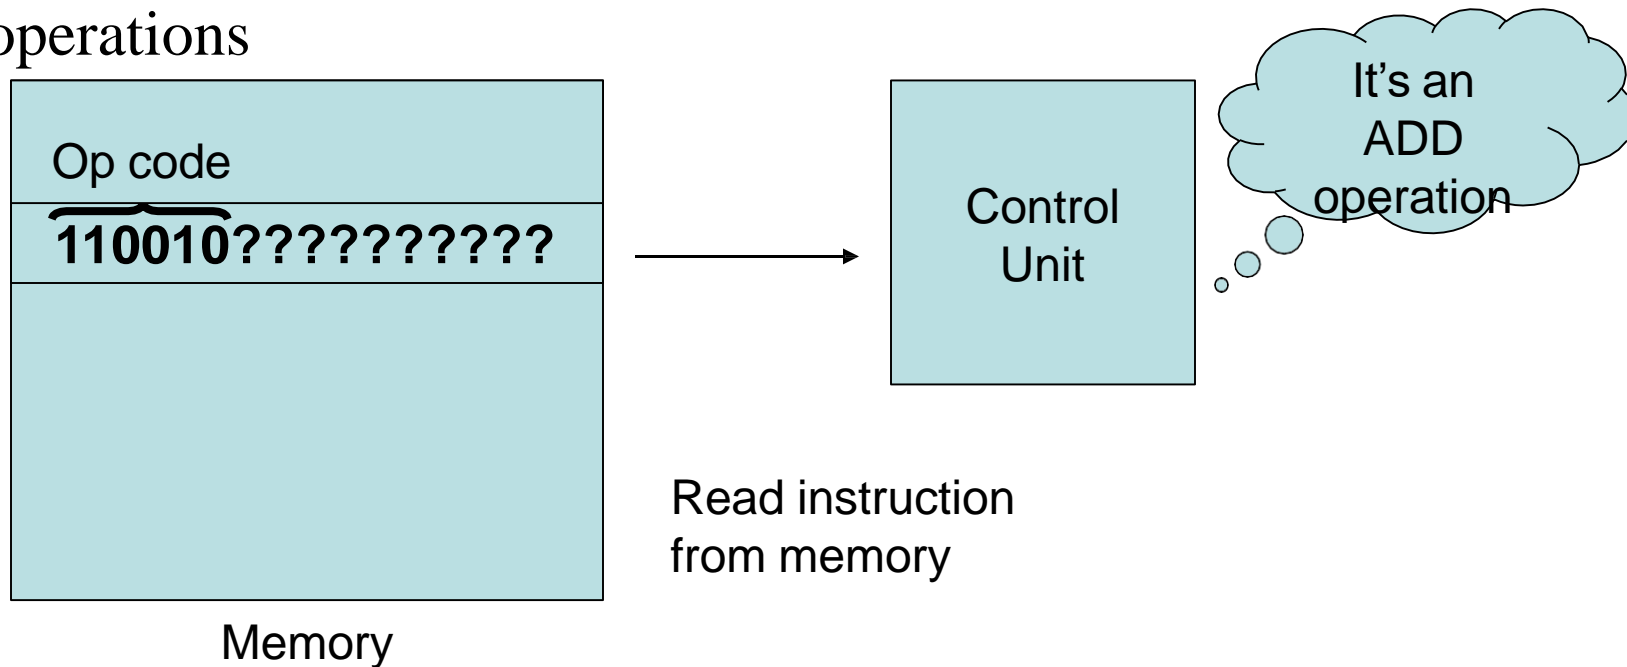 operations
It's an
ADD
operation
Op code
110010??????????
Control
Unit
Read instruction
from memory
Memory